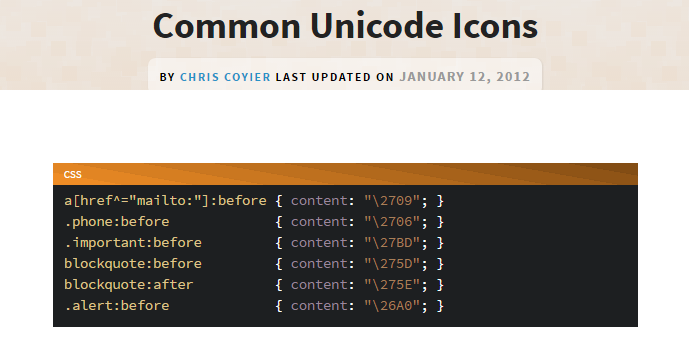 Common Unicode Icons
BY CHRIS COYIER LAST UPDATED ON JANUARY 12, 2012
CSS
a[href^="mailto:"]:before { content: "\2709"; }
.phone:before             { content: "\2706"; }
.important:before         { content: "\27BD"; }
blockquote:before         { content: "\275D"; }
blockquote:after          { content: "\275E"; }
.alert:before             { content: "\26A0"; }